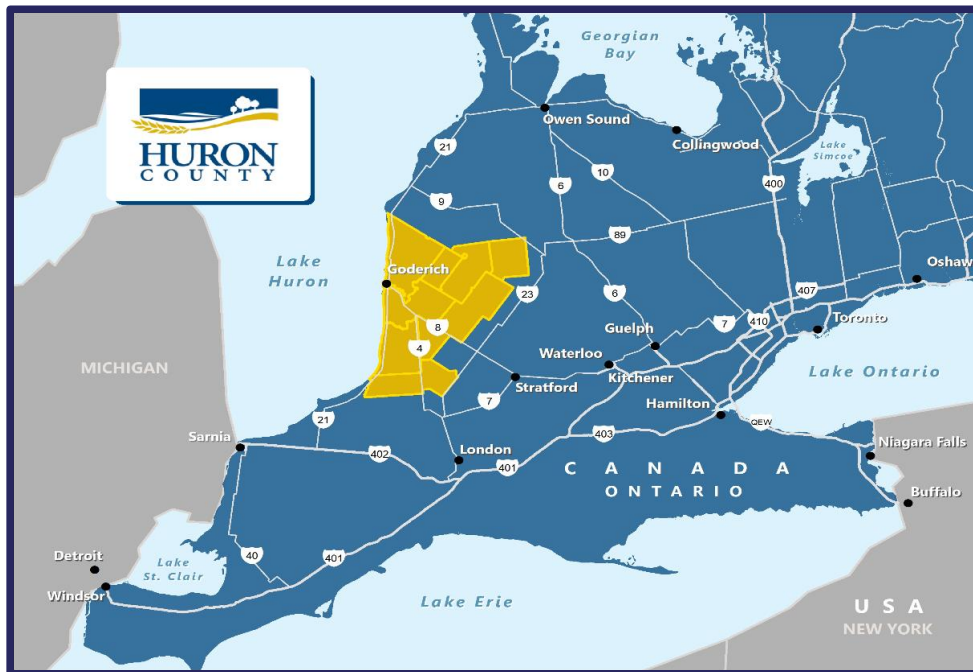 Georgian
Bay
Owen Sound
Collingwood
HURON
COUNTY
21
Lake
Simcoe
6
10
400
9
89
Lake
Huron
Goderich
23
6
407
Oshaw
8
4
Guelph
7
410
Toronto
MICHIGAN
Waterloo
Kitchener
Stratford
Lake Ontario
7
Hamilton
21
403
QEW
Sarnia
402
London
401
Niagara Falls
CANADA
ONTARIO
Buffalo
Detroit
Lake
St. Clair
40
401
Windsor
Lake Erie
USA
NEW YORK